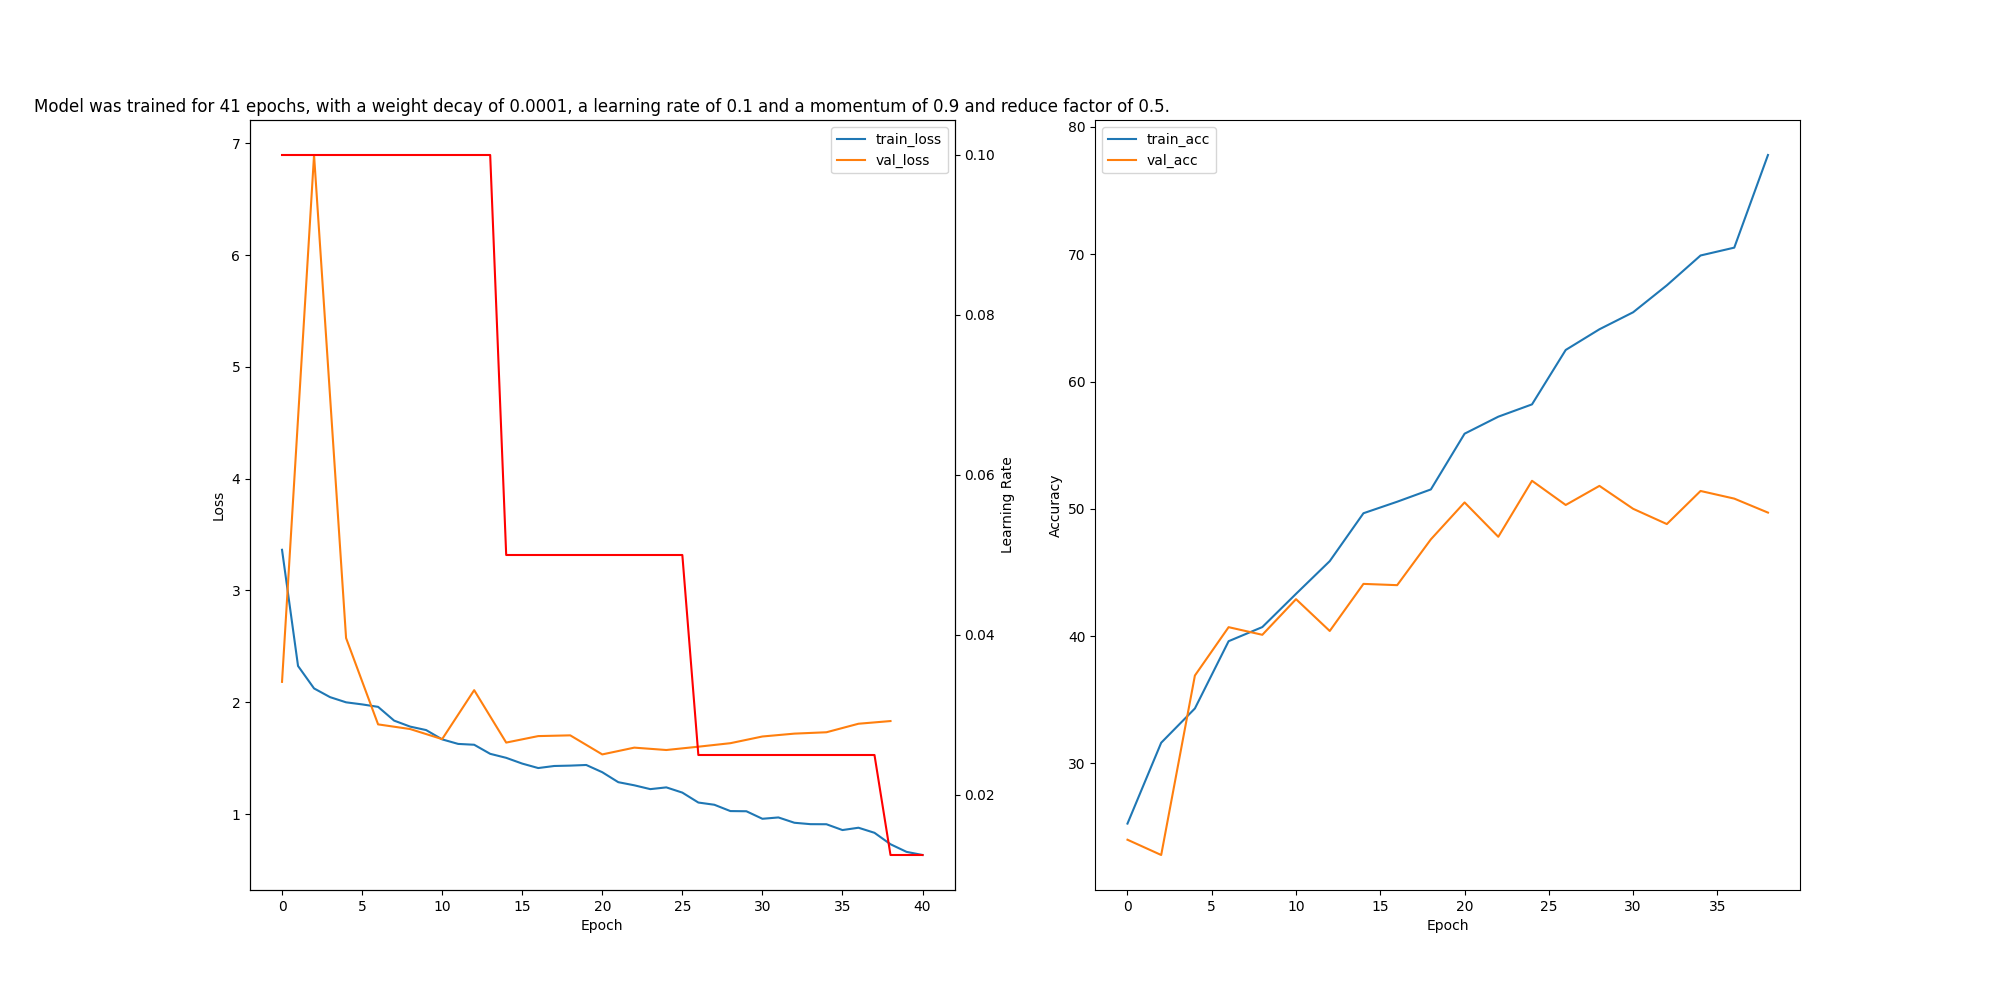 Model was trained for 41 epochs, with a weight decay of 0.0001, a learning rate of 0.1 and a momentum of 0.9 and reduce factor of 0.5.
train_loss
val_loss
7
6
5
4
3
2
1
Loss
0 5 10 15 20 25 30 35 40
Epoch
0.10
0.08
0.06
0.04
0.02
Learning Rate
train_acc
val_acc
80
70
60
50
40
30
Accuracy
0 5 10 15 20 25 30 35
Epoch